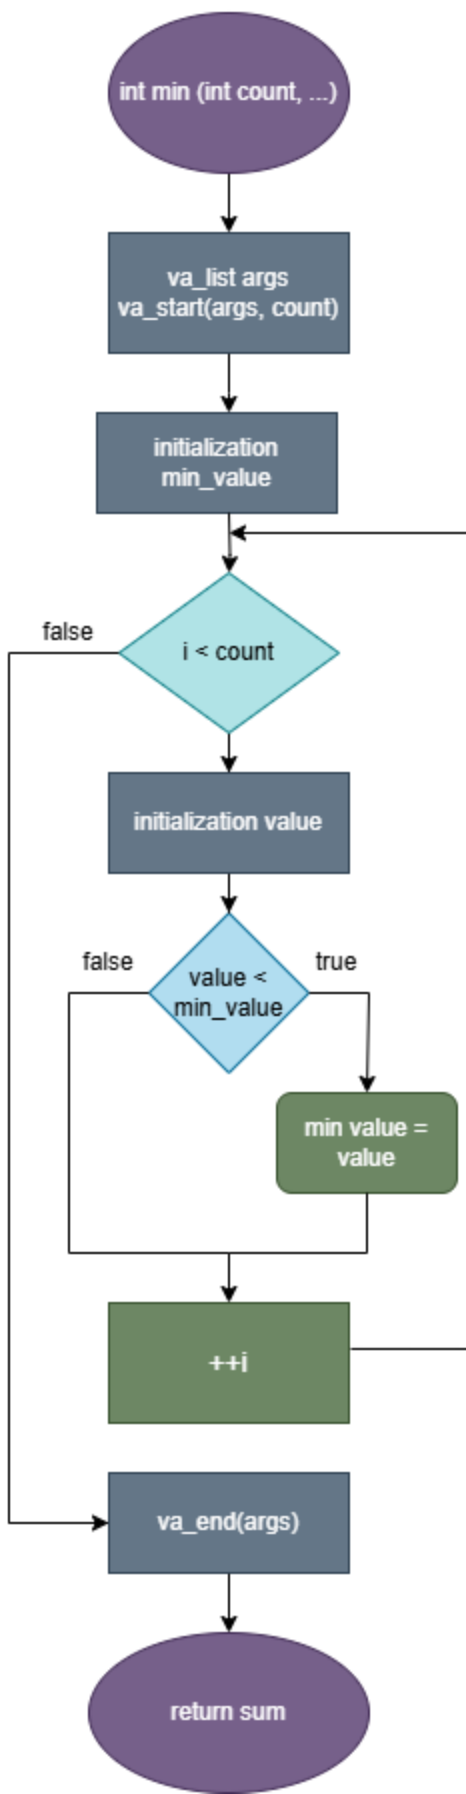 int min (int count, ...)
va_list args
va_start(args, count)
initialization
min_value
false
i < count
initialization value
false
true
value <
min_value
min value =
value
++i
va_end(args)
return sum